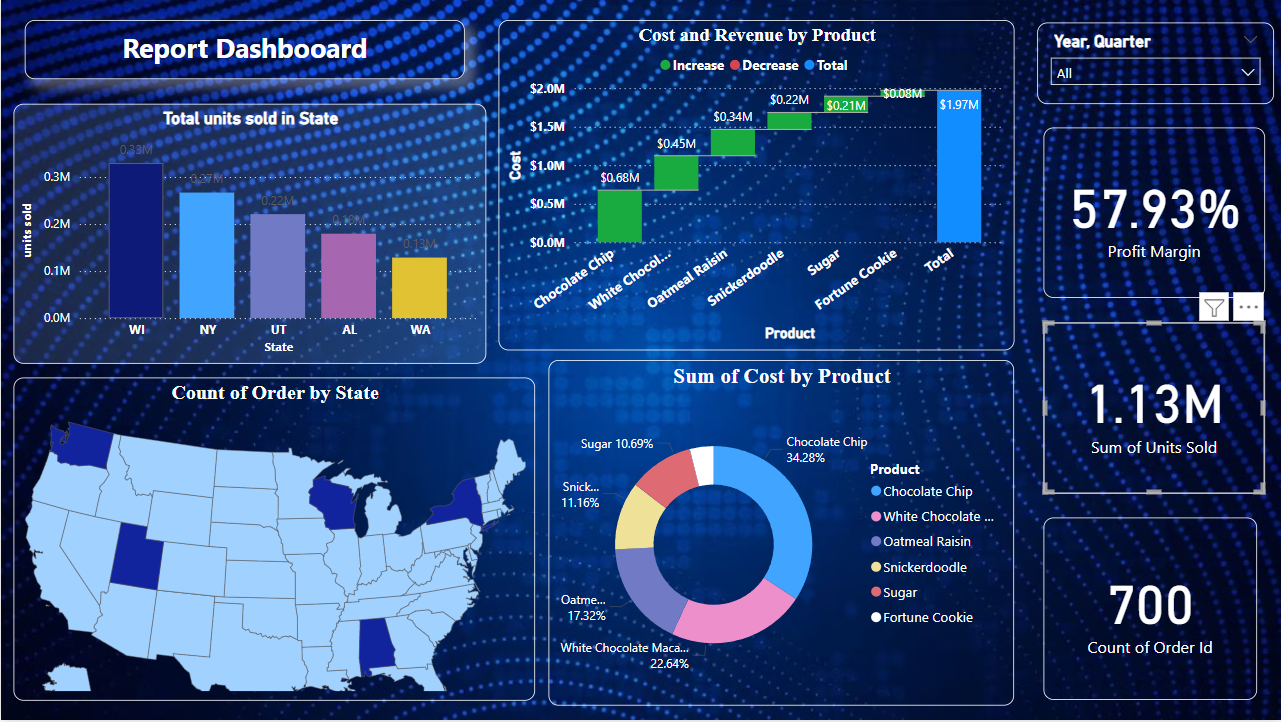 Report Dashbooard
Total units sold in State
units sold
0.3M
0.2M
0.1M
0.0M
0.33M
0.27M
0.22M
0.18M
0.13M
WI
NY
UT
AL
WA
State
Cost and Revenue by Product
Increase
Decrease
Total
Cost
$2.0M
$1.5M
$1.0M
$0.5M
$0.0M
$0.68M
$0.45M
$0.34M
$0.22M
$0.21M
$0.08M
$1.97M
Chocolate Chip
White Chocol...
Oatmeal Raisin
Snickerdoodle
Sugar
Fortune Cookie
Total
Product
Year, Quarter
All
57.93%
Profit Margin
1.13M
Sum of Units Sold
700
Count of Order Id
Count of Order by State
Sum of Cost by Product
Chocolate Chip
34.28%
White Chocolate Maca...
22.64%
Oatme...
17.32%
Snick...
11.16%
Sugar 10.69%
Product
Chocolate Chip
White Chocolate ...
Oatmeal Raisin
Snickerdoodle
Sugar
Fortune Cookie